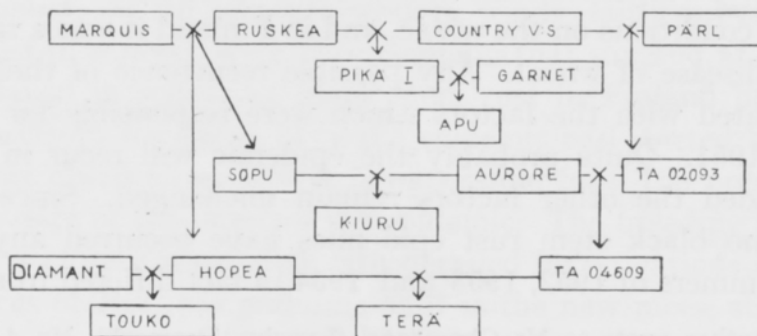 MARQUIS RUSKEA COUNTRY V:S PÄRL
PIKA I GARNET
APU
SOPU AURORE TA 02093
KIURU
DIAMANT HOPEA TA 04609
TOUKO TERÄ